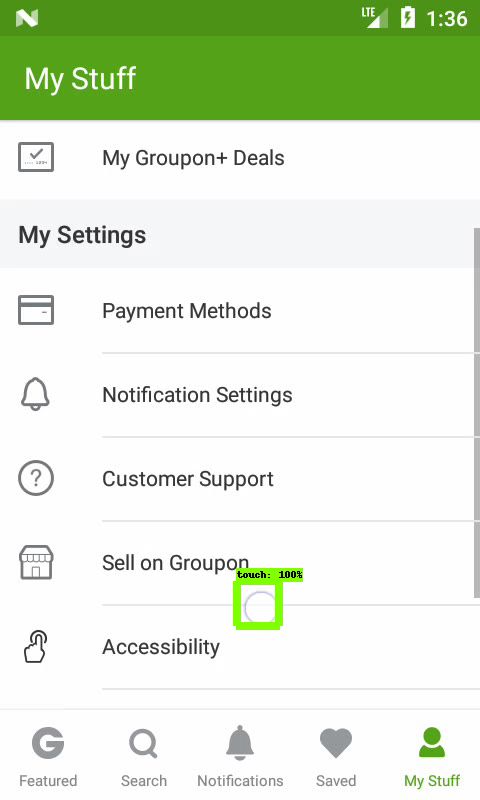 LTE 1:36
My Stuff
My Groupon+ Deals
My Settings
Payment Methods
Notification Settings
Customer Support
Sell on Groupon
touch: 100%
Accessibility
Featured Search Notifications Saved My Stuff